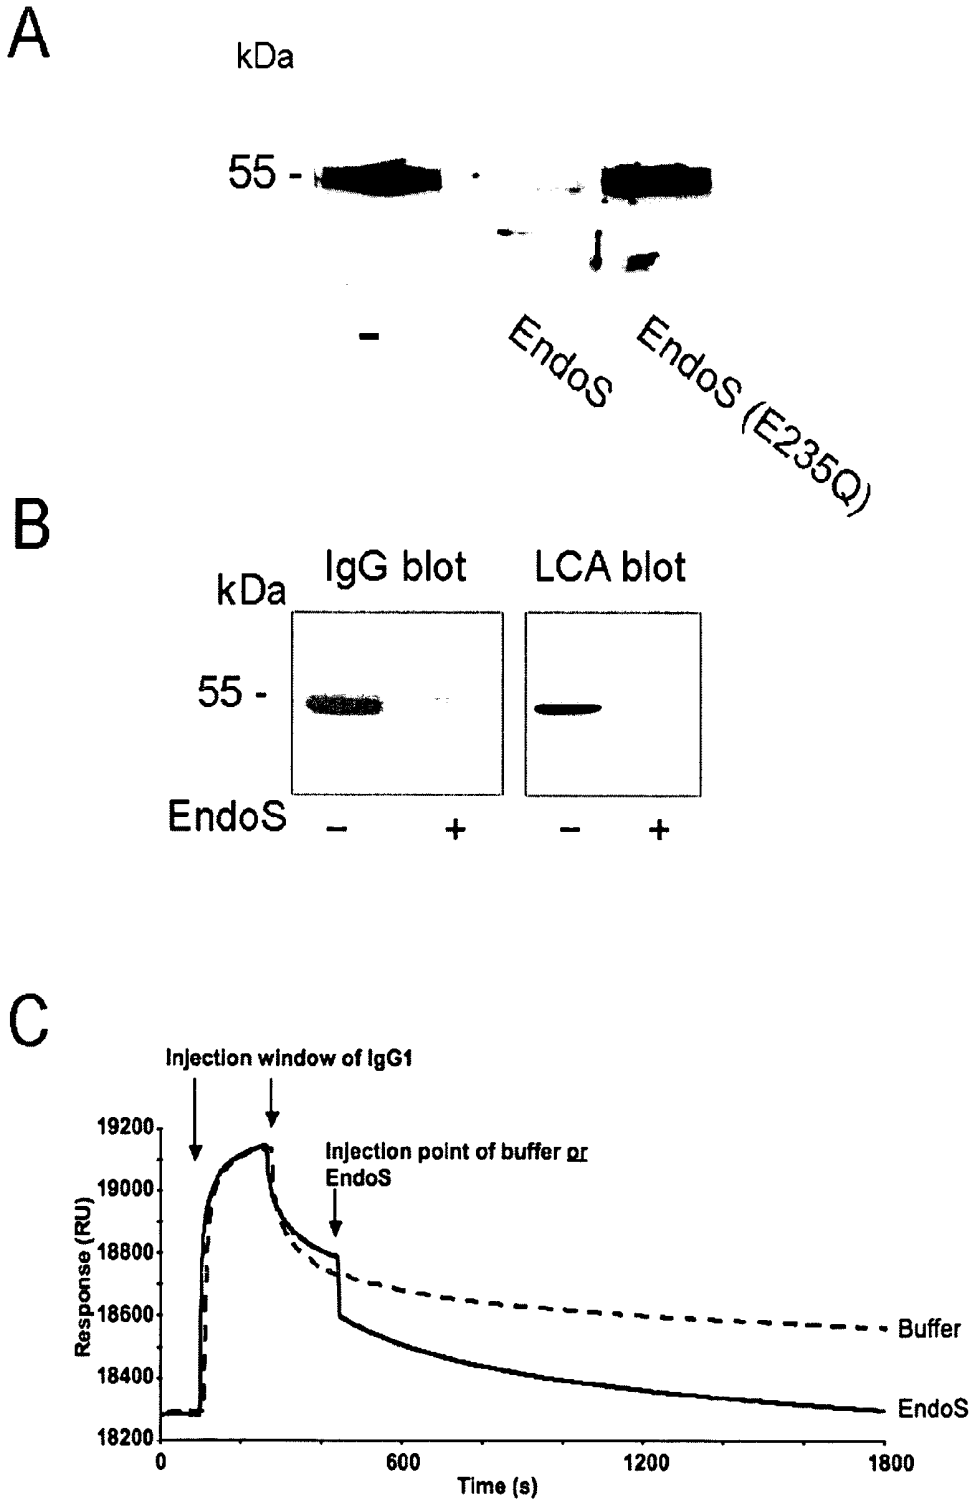 A
kDa
55 -
-
EndoS
EndoS (E235Q)
B
IgG blot
LCA blot
kDa
55 -
EndoS
- + - +
C
Injection window of IgG1
Injection point of buffer or
EndoS
Response (RU)
19200
19000
18800
18600
18400
18200
Buffer
EndoS
0 600 1200 1800
Time (s)